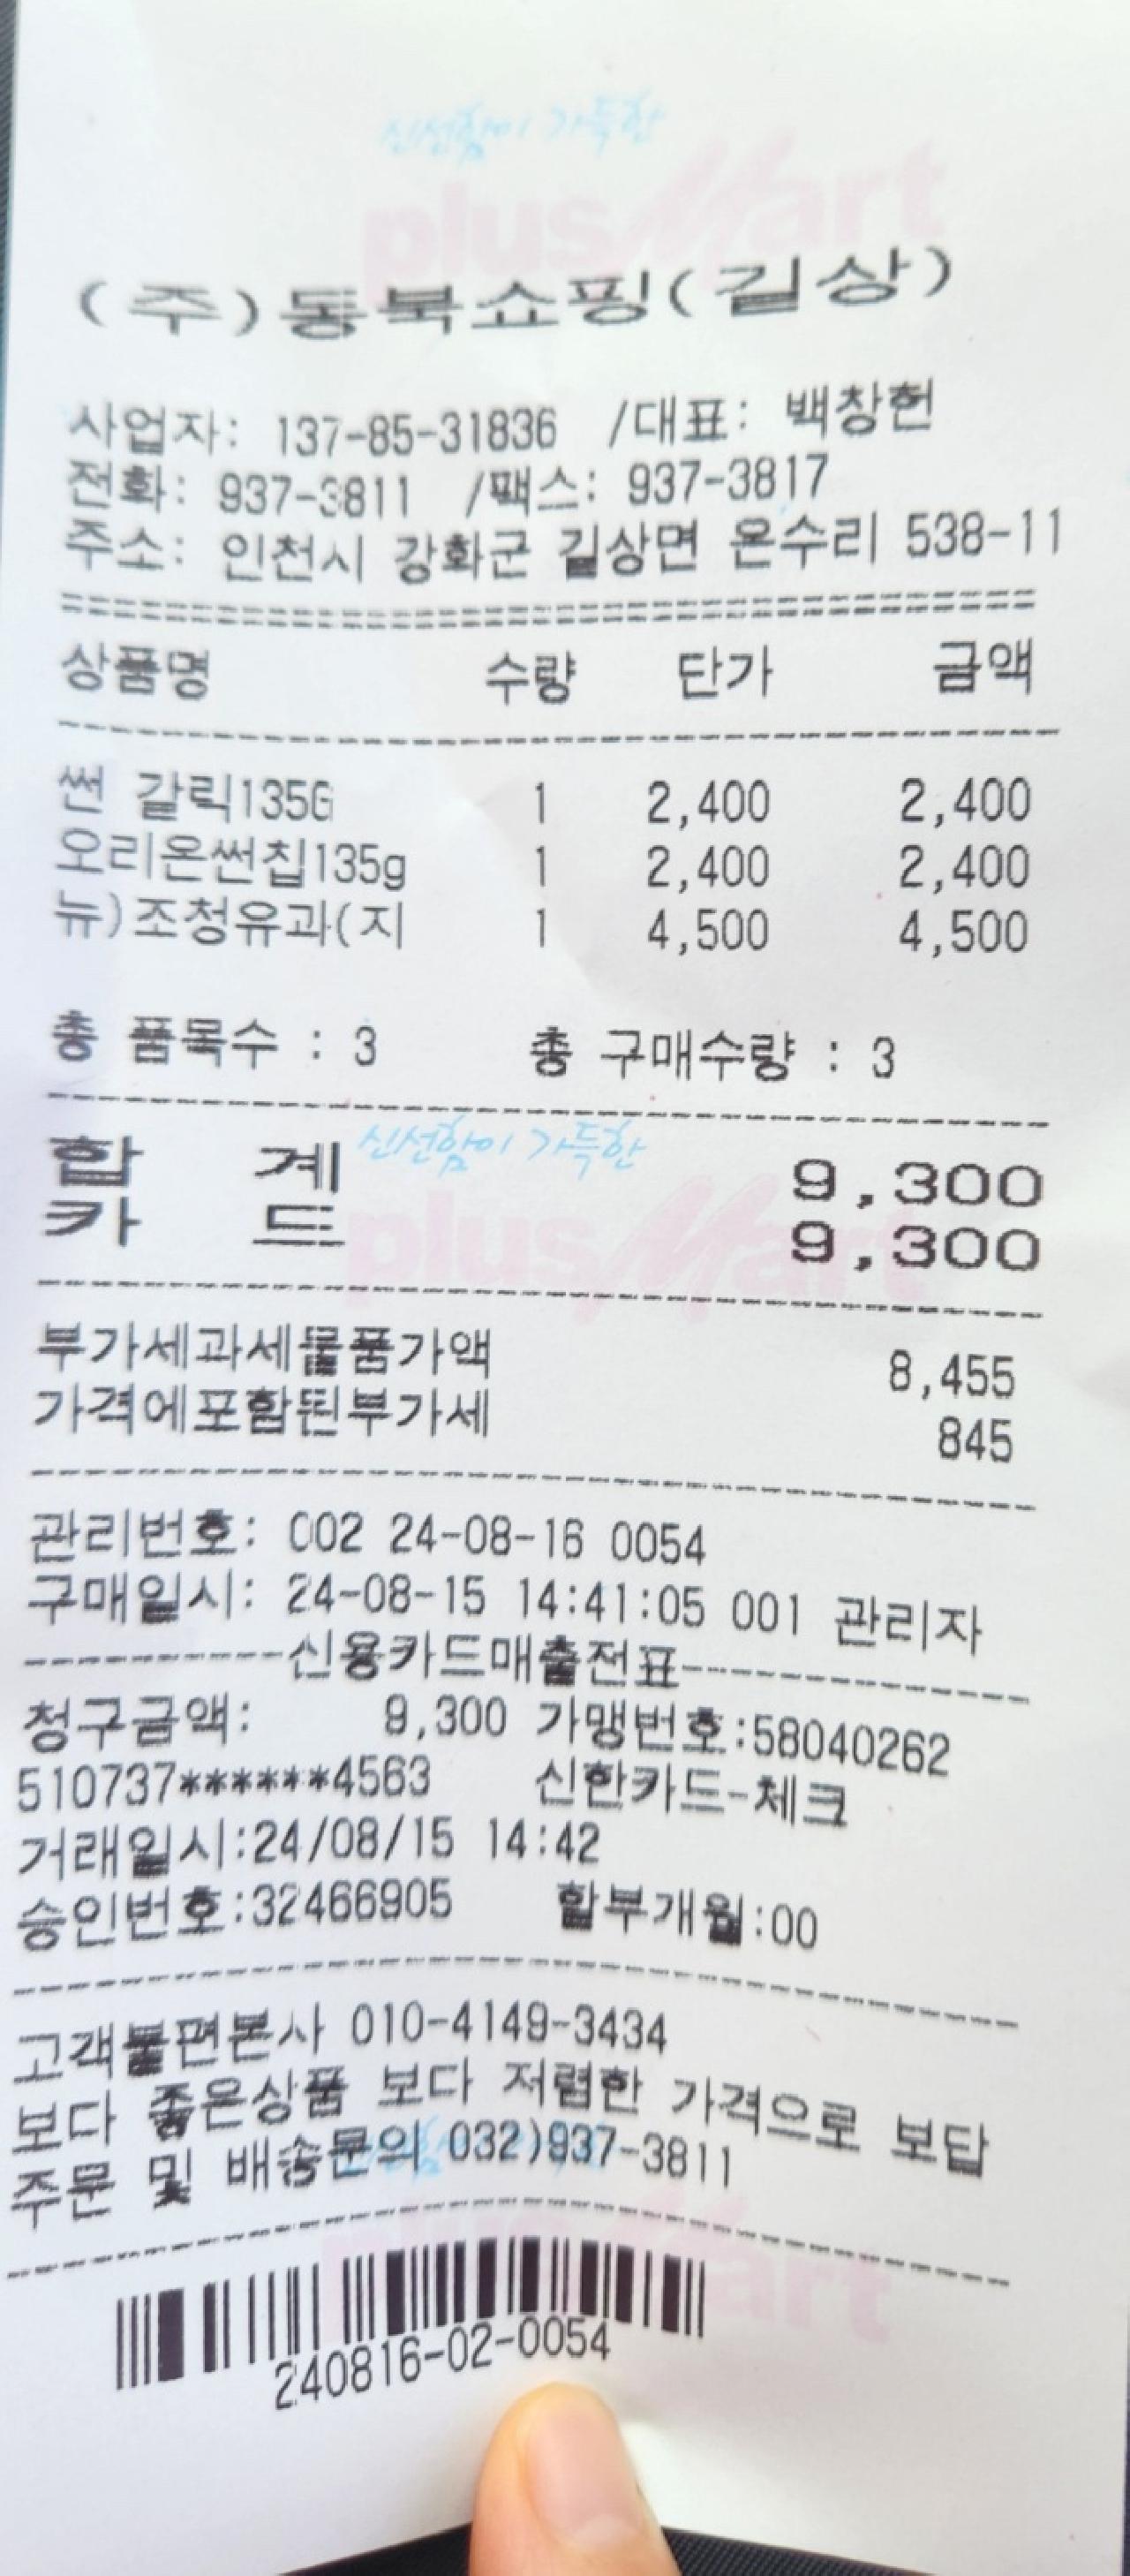 신선함이 가득한
plus Mart
(주)동북쇼핑(길상)
사업자: 137-85-31836 /대표: 백창헌
전화: 937-3811 /팩스: 937-3817
주소: 인천시 강화군 길상면 온수리 538-11
상품명 수량 단가 금액
썬 갈릭135G 1 2,400 2,400
오리온썬칩135g 1 2,400 2,400
뉴)조청유과(지 1 4,500 4,500
총 품목수 : 3 총 구매수량 : 3
신선함이 가득한
합 계 9,300
plus Mart
카 드 9,300
부가세과세물품가액 8,455
가격에포함된부가세 845
관리번호: 002 24-08-16 0054
구매일시: 24-08-15 14:41:05 001 관리자
----------신용카드매출전표-------------
청구금액: 9,300 가맹번호:58040262
510737******4563 신한카드-체크
거래일시:24/08/15 14:42
승인번호:32466905 할부개월:00
고객불편본사 010-4149-3434
보다 좋은상품 보다 저렴한 가격으로 보답
주문 및 배송문의 032)937-3811
240816-02-0054